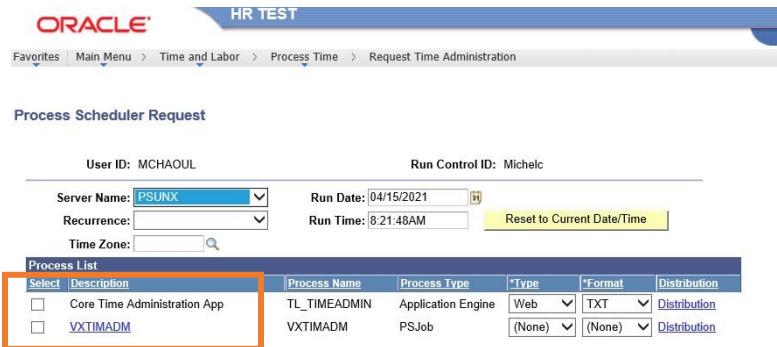 ORACLE
HR TEST
Favorites Main Menu > Time and Labor > Process Time > Request Time Administration
Process Scheduler Request
User ID: MCHAOUL Run Control ID: Michelc
Server Name: PSUNX Run Date: 04/15/2021
Recurrence: Run Time: 8:21:48AM Reset to Current Date/Time
Time Zone:
Process List
Select Description Process Name Process Type *Type *Format Distribution
Core Time Administration App TL_TIMEADMIN Application Engine Web TXT Distribution
VXTIMADM VXTIMADM PSJob (None) (None) Distribution